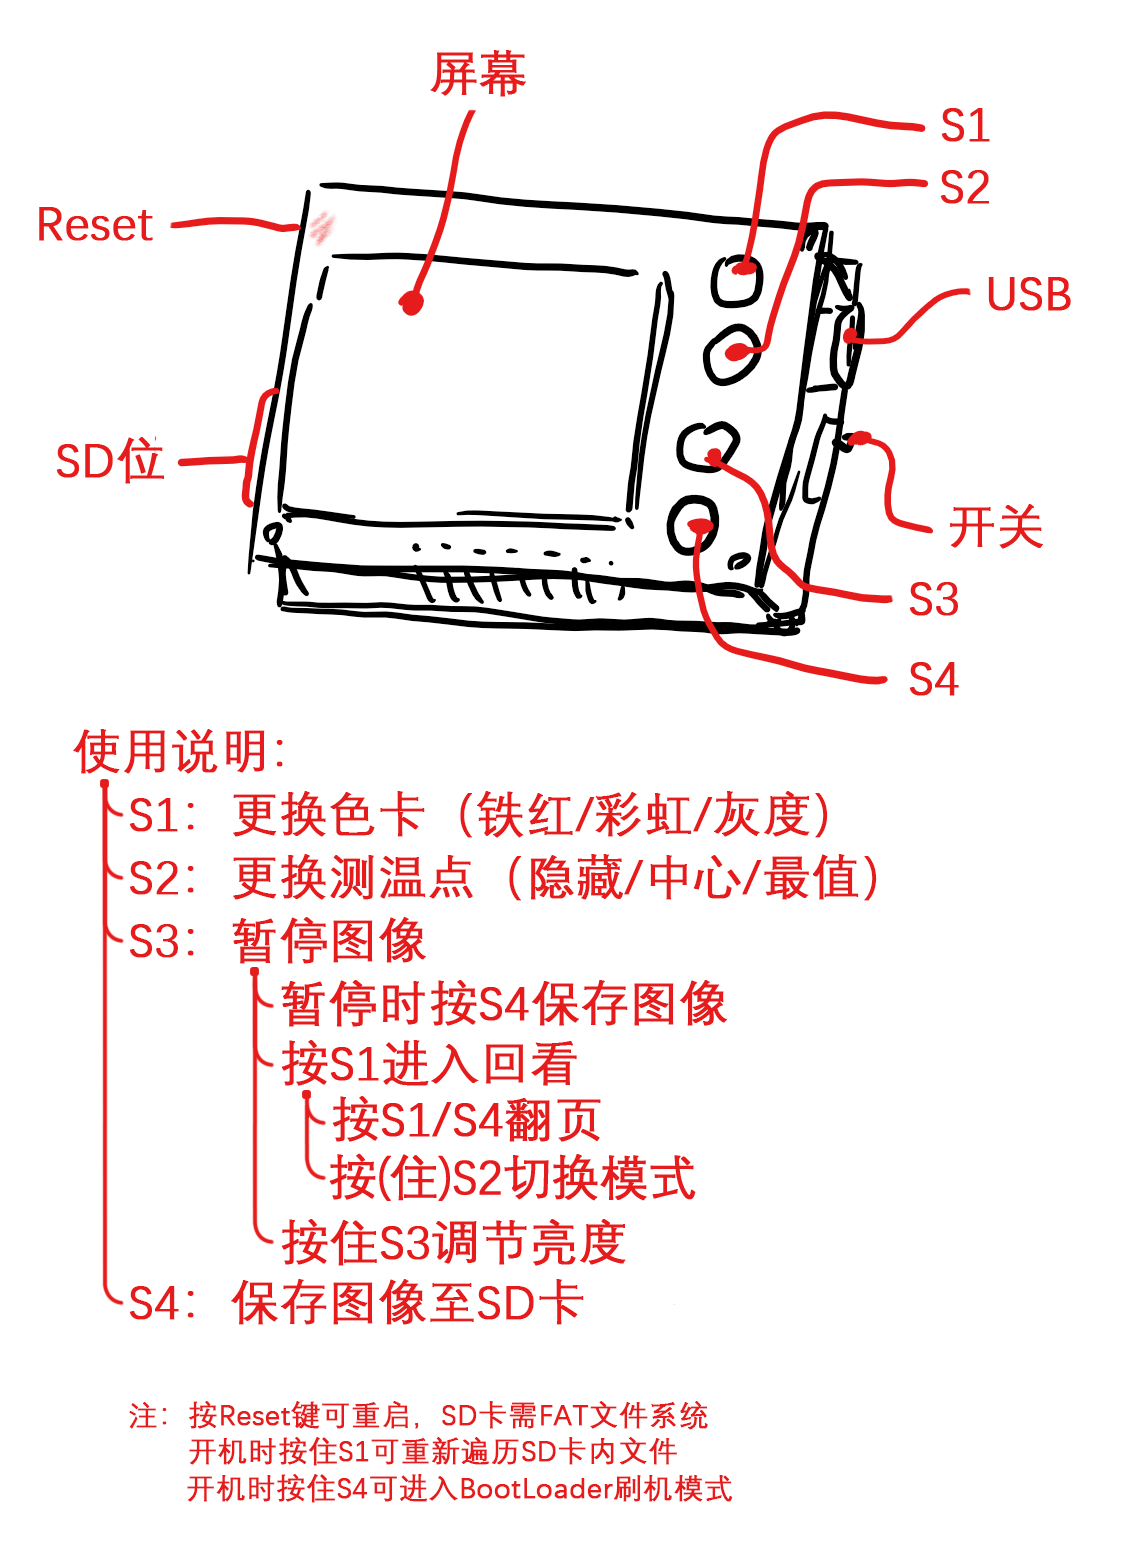 屏幕
S1
S2
Reset
USB
SD位
开关
S3
S4
使用说明：
S1：更换色卡（铁红/彩虹/灰度）
S2：更换测温点（隐藏/中心/最值）
S3：暂停图像
暂停时按S4保存图像
按S1进入回看
按S1/S4翻页
按(住)S2切换模式
按住S3调节亮度
S4：保存图像至SD卡
注：按Reset键可重启，SD卡需FAT文件系统
开机时按住S1可重新遍历SD卡内文件
开机时按住S4可进入BootLoader刷机模式